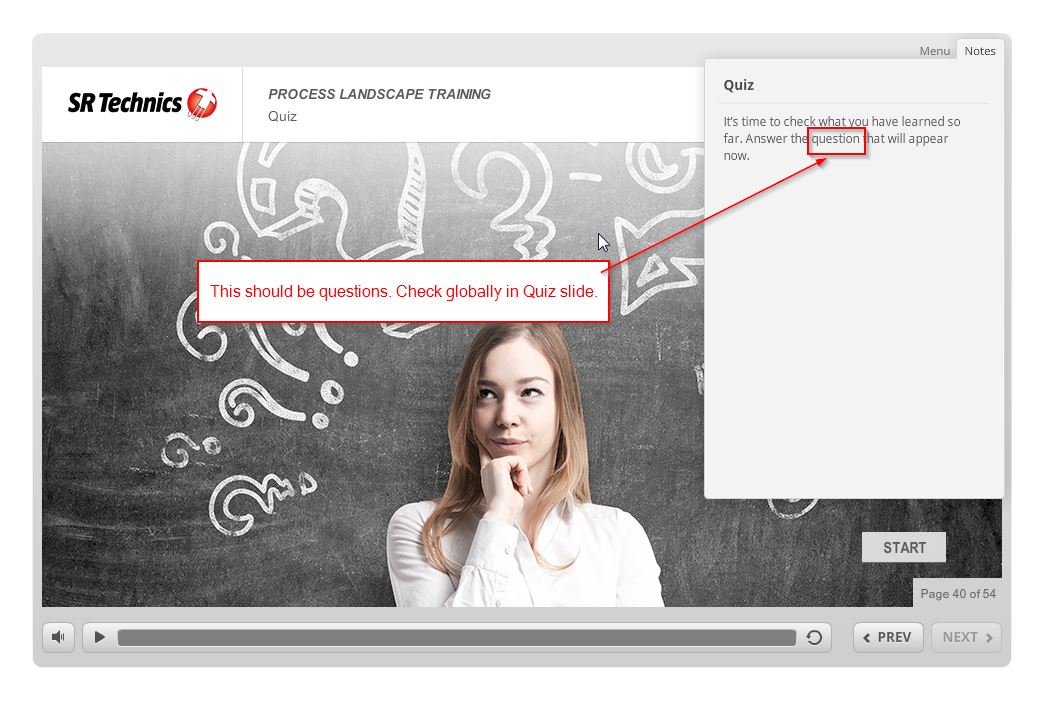 Menu Notes
SR Technics
PROCESS LANDSCAPE TRAINING
Quiz
Quiz
It's time to check what you have learned so
far. Answer the question that will appear
now.
This should be questions. Check globally in Quiz slide.
START
Page 40 of 54
PREV NEXT